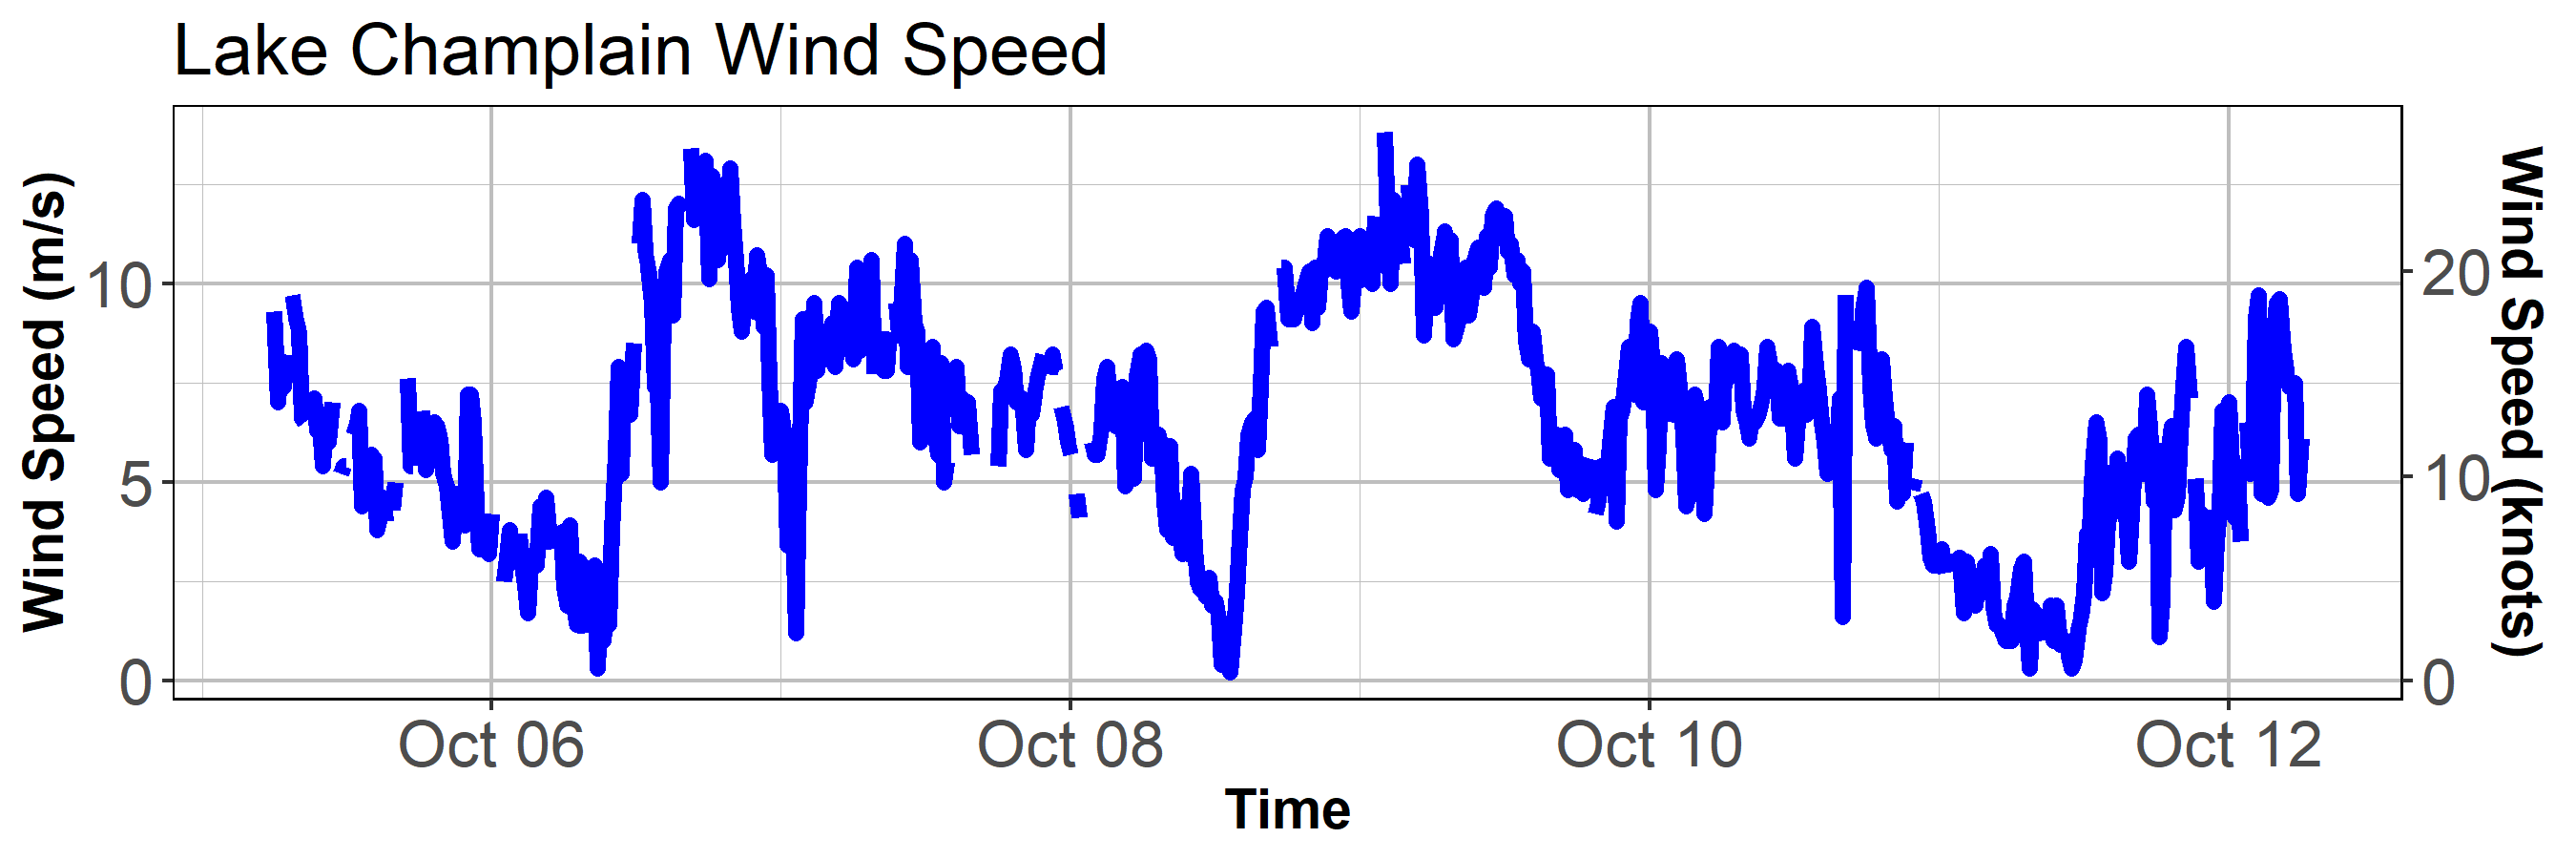 Lake Champlain Wind Speed
Wind Speed (m/s)
10
5
0
20
10
0
Wind Speed (knots)
Oct 06
Oct 08
Oct 10
Oct 12
Time